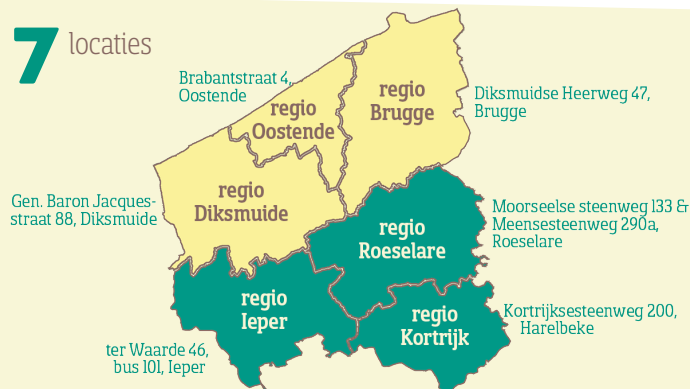 7 locaties
Brabantstraat 4,
Oostende
regio
Oostende
regio
Brugge
Diksmuidse Heerweg 47,
Brugge
Gen. Baron Jacques-
straat 88, Diksmuide
regio
Diksmuide
regio
Roeselare
Moorseelse steenweg 133 &
Meensesteenweg 290a,
Roeselare
regio
Ieper
regio
Kortrijk
Kortrijksesteenweg 200,
Harelbeke
ter Waarde 46,
bus 101, Ieper